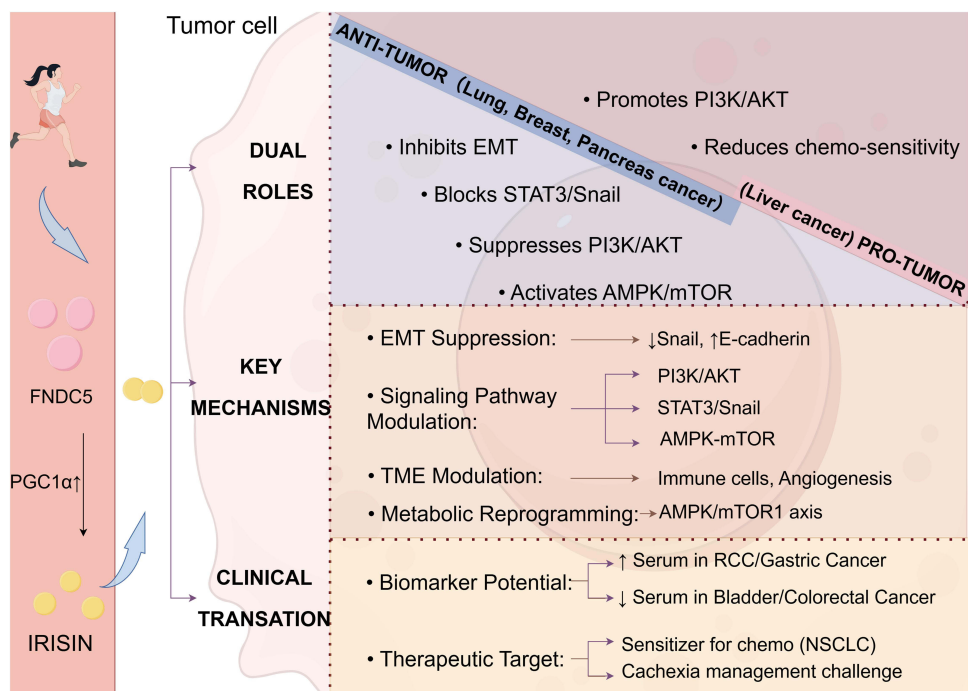 Tumor cell
FNDC5
PGC1α↑
IRISIN
DUAL
ROLES
ANTI-TUMOR (Lung, Breast, Pancreas cancer)
(Liver cancer) PRO-TUMOR
• Promotes PI3K/AKT
• Reduces chemo-sensitivity
• Inhibits EMT
• Blocks STAT3/Snail
• Suppresses PI3K/AKT
• Activates AMPK/mTOR
KEY
MECHANISMS
• EMT Suppression:
↓Snail, ↑E-cadherin
• Signaling Pathway
Modulation:
PI3K/AKT
STAT3/Snail
AMPK-mTOR
• TME Modulation:
Immune cells, Angiogenesis
• Metabolic Reprogramming:
AMPK/mTOR1 axis
CLINICAL
TRANSATION
• Biomarker Potential:
↑ Serum in RCC/Gastric Cancer
↓ Serum in Bladder/Colorectal Cancer
• Therapeutic Target:
Sensitizer for chemo (NSCLC)
Cachexia management challenge